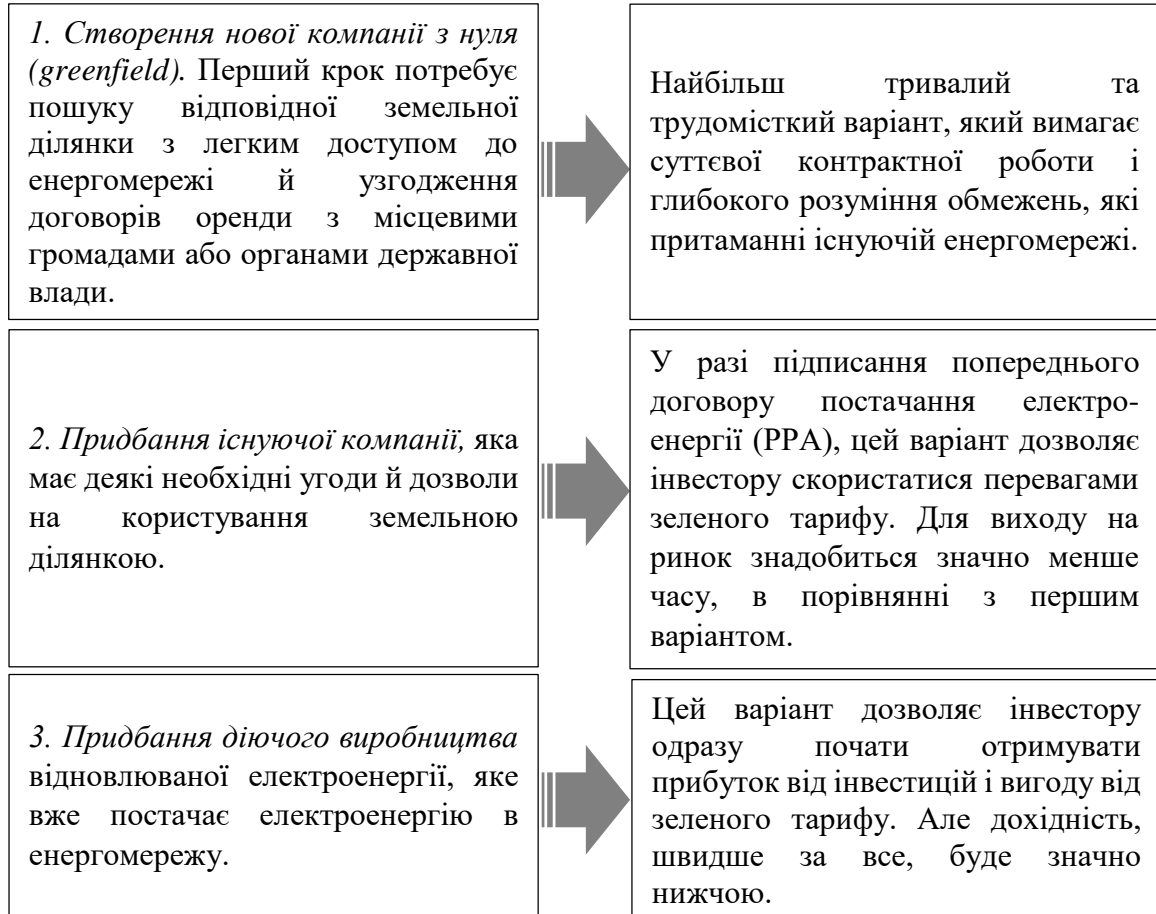 1. Створення нової компанії з нуля
(greenfield). Перший крок потребує
пошуку відповідної земельної
ділянки з легким доступом до
енергомережі й узгодження
договорів оренди з місцевими
громадами або органами державної
влади.
Найбільш тривалий та
трудомісткий варіант, який вимагає
суттєвої контрактної роботи і
глибокого розуміння обмежень, які
притаманні існуючій енергомережі.
2. Придбання існуючої компанії, яка
має деякі необхідні угоди й дозволи
на користування земельною
ділянкою.
У разі підписання попереднього
договору постачання електро-
енергії (PPA), цей варіант дозволяє
інвестору скористатися перевагами
зеленого тарифу. Для виходу на
ринок знадобиться значно менше
часу, в порівнянні з першим
варіантом.
3. Придбання діючого виробництва
відновлюваної електроенергії, яке
вже постачає електроенергію в
енергомережу.
Цей варіант дозволяє інвестору
одразу почати отримувати
прибуток від інвестицій і вигоду від
зеленого тарифу. Але дохідність,
швидше за все, буде значно
нижчою.